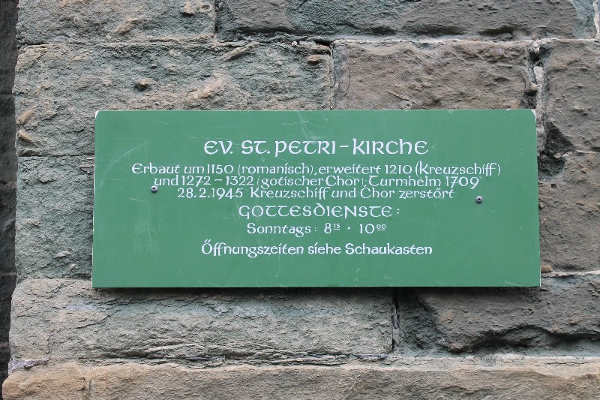 EV. ST. PETRI-KIRCHE
Erbaut um 1150 (romanisch), erweitert 1210 (Kreuzschiff)
und 1272-1322 (gotischer Chor), Turmhelm 1709
28.2.1945 Kreuzschiff und Chor zerstört
GOTTESDIENSTE:
Sonntags: 8¹⁵ · 10⁰⁰
Öffnungszeiten siehe Schaukasten